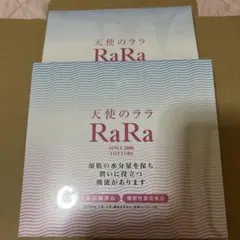 天使のララ
RaRa
天使のララ
RaRa
SINCE 2000
顔肌の水分量を保ち
潤いに役立つ
機能があります
機能性表示食品